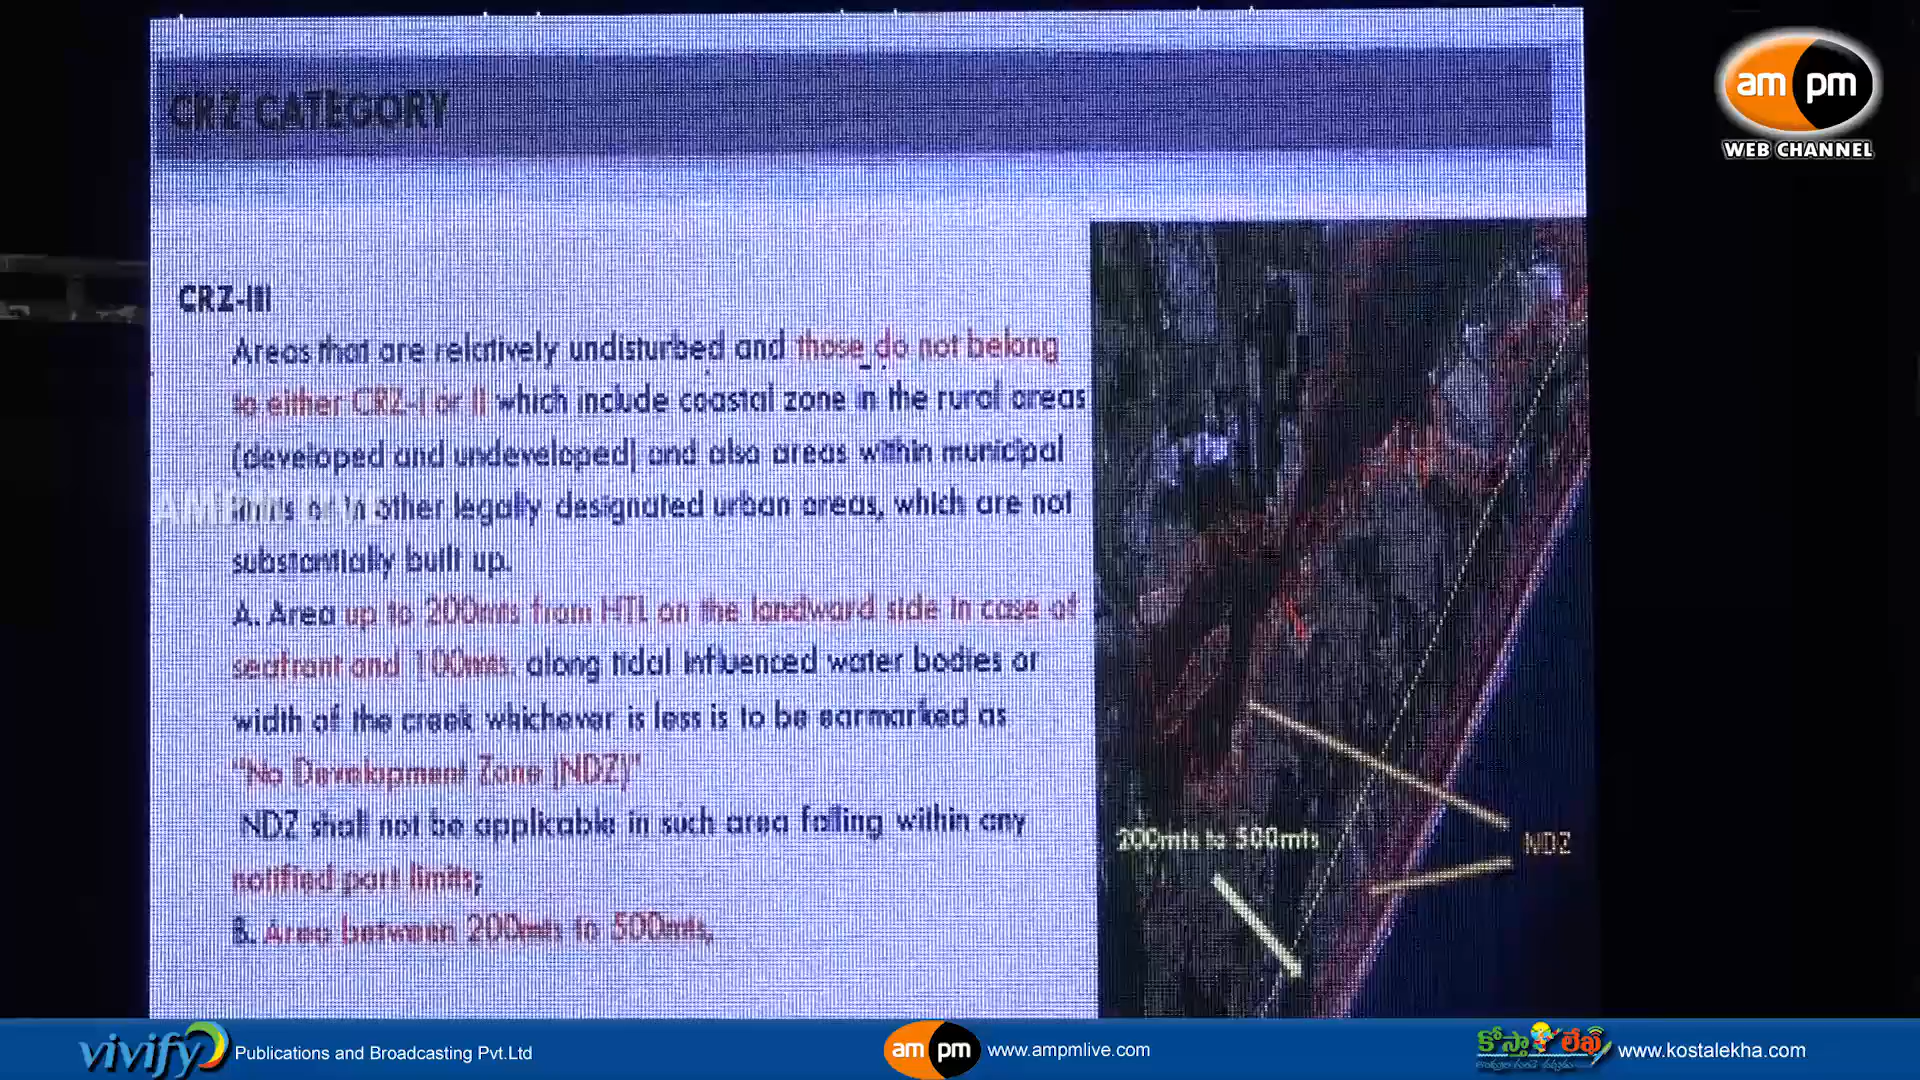 CRZ CATEGORY
am pm
WEB CHANNEL
CRZ-III
Areas that are relatively undisturbed and those do not belong
to either CRZ-I or II which include coastal zone in the rural areas
(developed and undeveloped) and also areas within municipal
limits or in other legally designated urban areas, which are not
substantially built up.
A. Area up to 200mts from HTL on the landward side in case of
seafront and 100mts. along tidal influenced water bodies or
width of the creek whichever is less is to be earmarked as
"No Development Zone (NDZ)"
NDZ shall not be applicable in such area falling within any
notified port limits;
B. Area between 200mts to 500mts,
200mts to 500mts
NDZ
vivify Publications and Broadcasting Pvt.Ltd
am pm www.ampmlive.com
కోస్తా లేఖ www.kostalekha.com